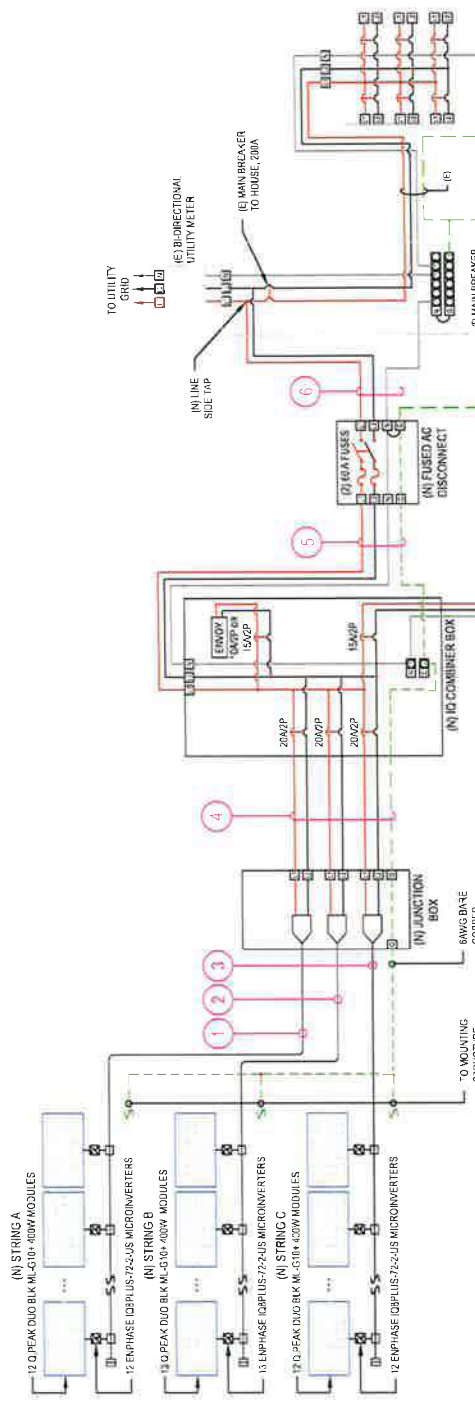 (N) STRING A
12 Q.PEAK DUO BLK ML-G10+ 400W MODULES
12 ENPHASE IQ8PLUS-72-2-US MICROINVERTERS
(N) STRING B
13 Q.PEAK DUO BLK ML-G10+ 400W MODULES
13 ENPHASE IQ8PLUS-72-2-US MICROINVERTERS
(N) STRING C
12 Q.PEAK DUO BLK ML-G10+ 400W MODULES
12 ENPHASE IQ8PLUS-72-2-US MICROINVERTERS
TO MOUNTING
6AWG BARE
1
2
3
(N) JUNCTION
BOX
4
20A/2P
20A/2P
20A/2P
ENVOY
15A/2P
15A/2P
(N) IQ COMBINER BOX
5
(2) 60A FUSES
(N) FUSED AC
DISCONNECT
6
(N) LINE
SIDE TAP
TO UTILITY
GRID
(E) BI-DIRECTIONAL
UTILITY METER
(E) MAIN BREAKER
TO HOUSE, 200A
(E)
MAIN BREAKER